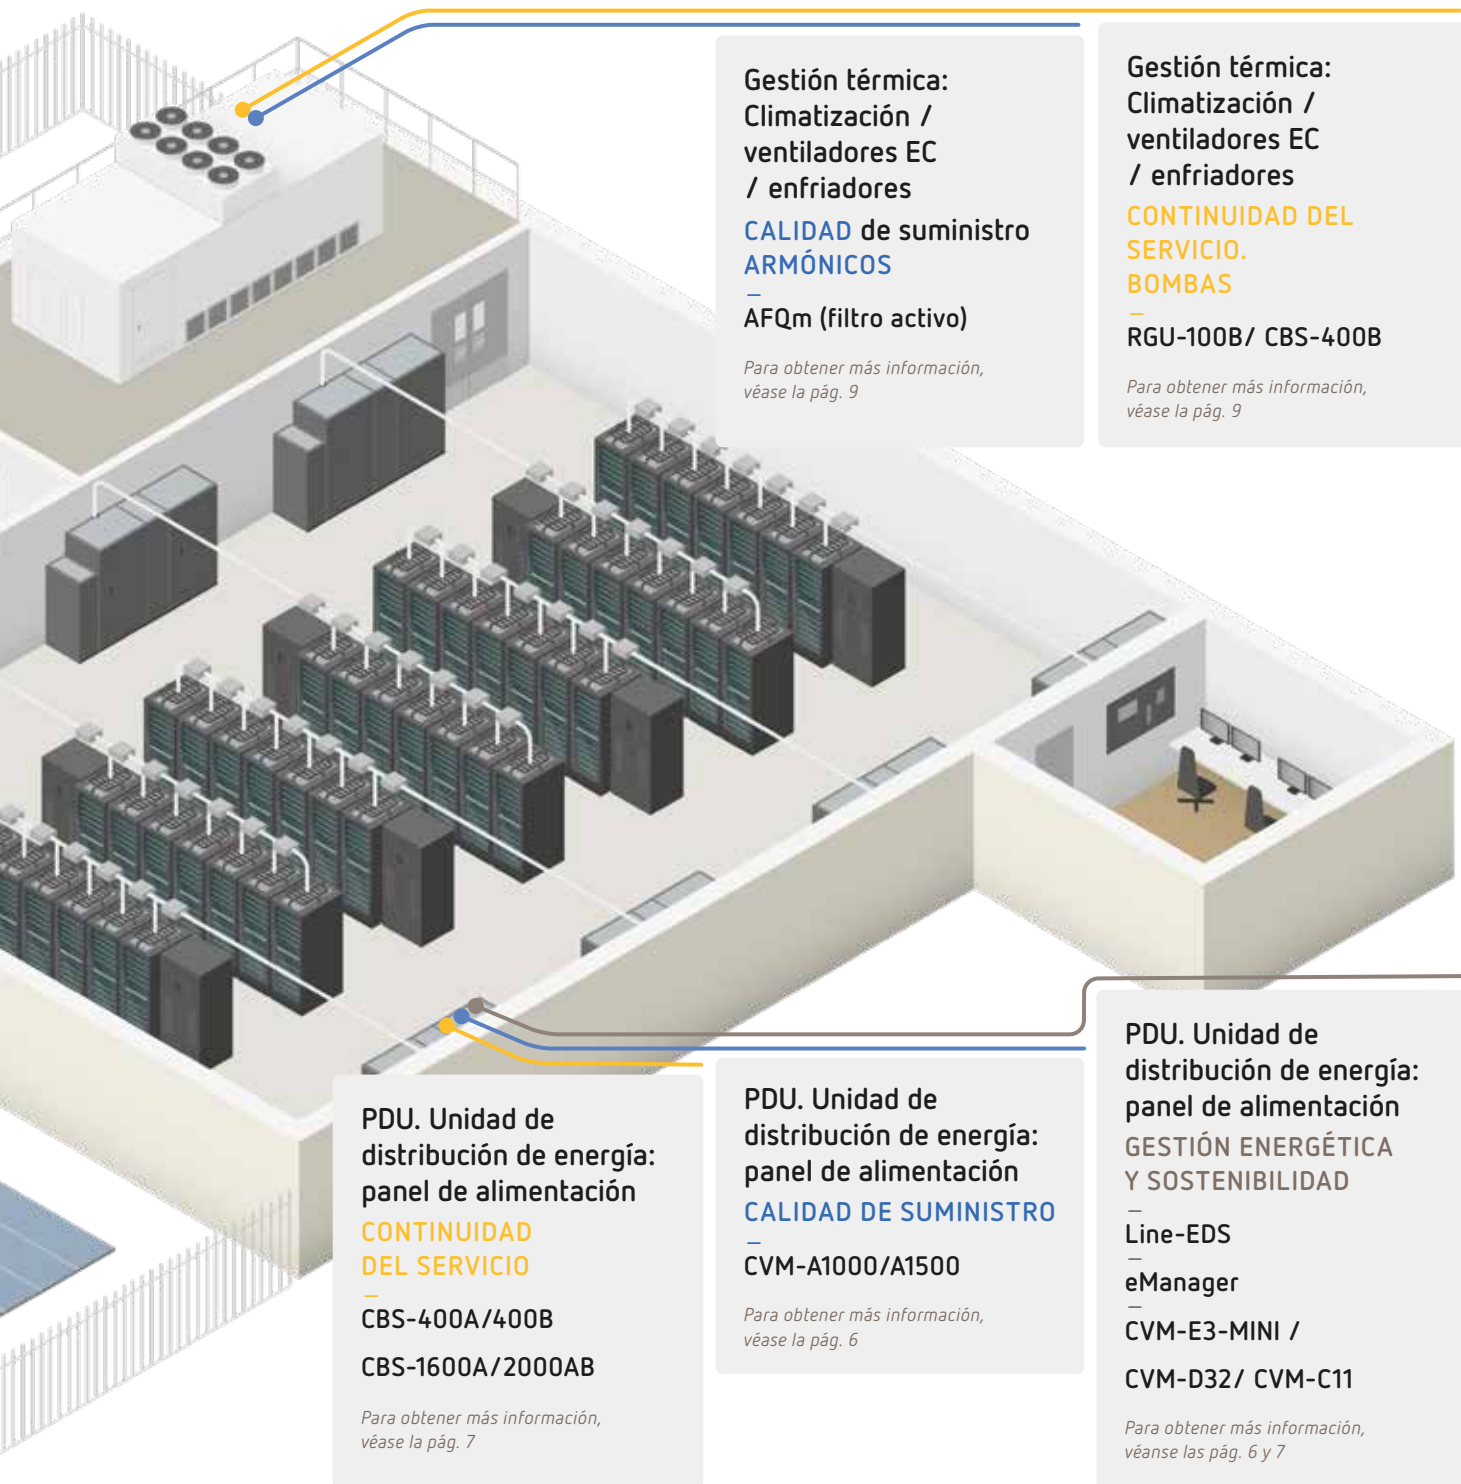 Gestión térmica:
Climatización /
ventiladores EC
/ enfriadores
CALIDAD de suministro
ARMÓNICOS
–
AFQm (filtro activo)
Para obtener más información,
véase la pág. 9
Gestión térmica:
Climatización /
ventiladores EC
/ enfriadores
CONTINUIDAD DEL
SERVICIO.
BOMBAS
–
RGU-100B/ CBS-400B
Para obtener más información,
véase la pág. 9
PDU. Unidad de
distribución de energía:
panel de alimentación
CONTINUIDAD
DEL SERVICIO
–
CBS-400A/400B
CBS-1600A/2000AB
Para obtener más información,
véase la pág. 7
PDU. Unidad de
distribución de energía:
panel de alimentación
CALIDAD DE SUMINISTRO
–
CVM-A1000/A1500
Para obtener más información,
véase la pág. 6
PDU. Unidad de
distribución de energía:
panel de alimentación
GESTIÓN ENERGÉTICA
Y SOSTENIBILIDAD
–
Line-EDS
–
eManager
–
CVM-E3-MINI /
CVM-D32/ CVM-C11
Para obtener más información,
véanse las pág. 6 y 7